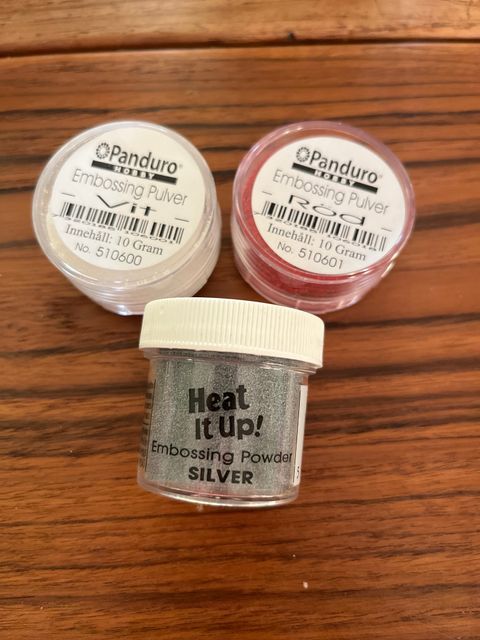 Panduro®
HOBBY
Embossing Pulver
Vit
Innehåll: 10 Gram
No. 510600
Panduro®
HOBBY
Embossing Pulver
Röd
Innehåll: 10 Gram
No. 510601
Heat
It Up!
Embossing Powder
SILVER